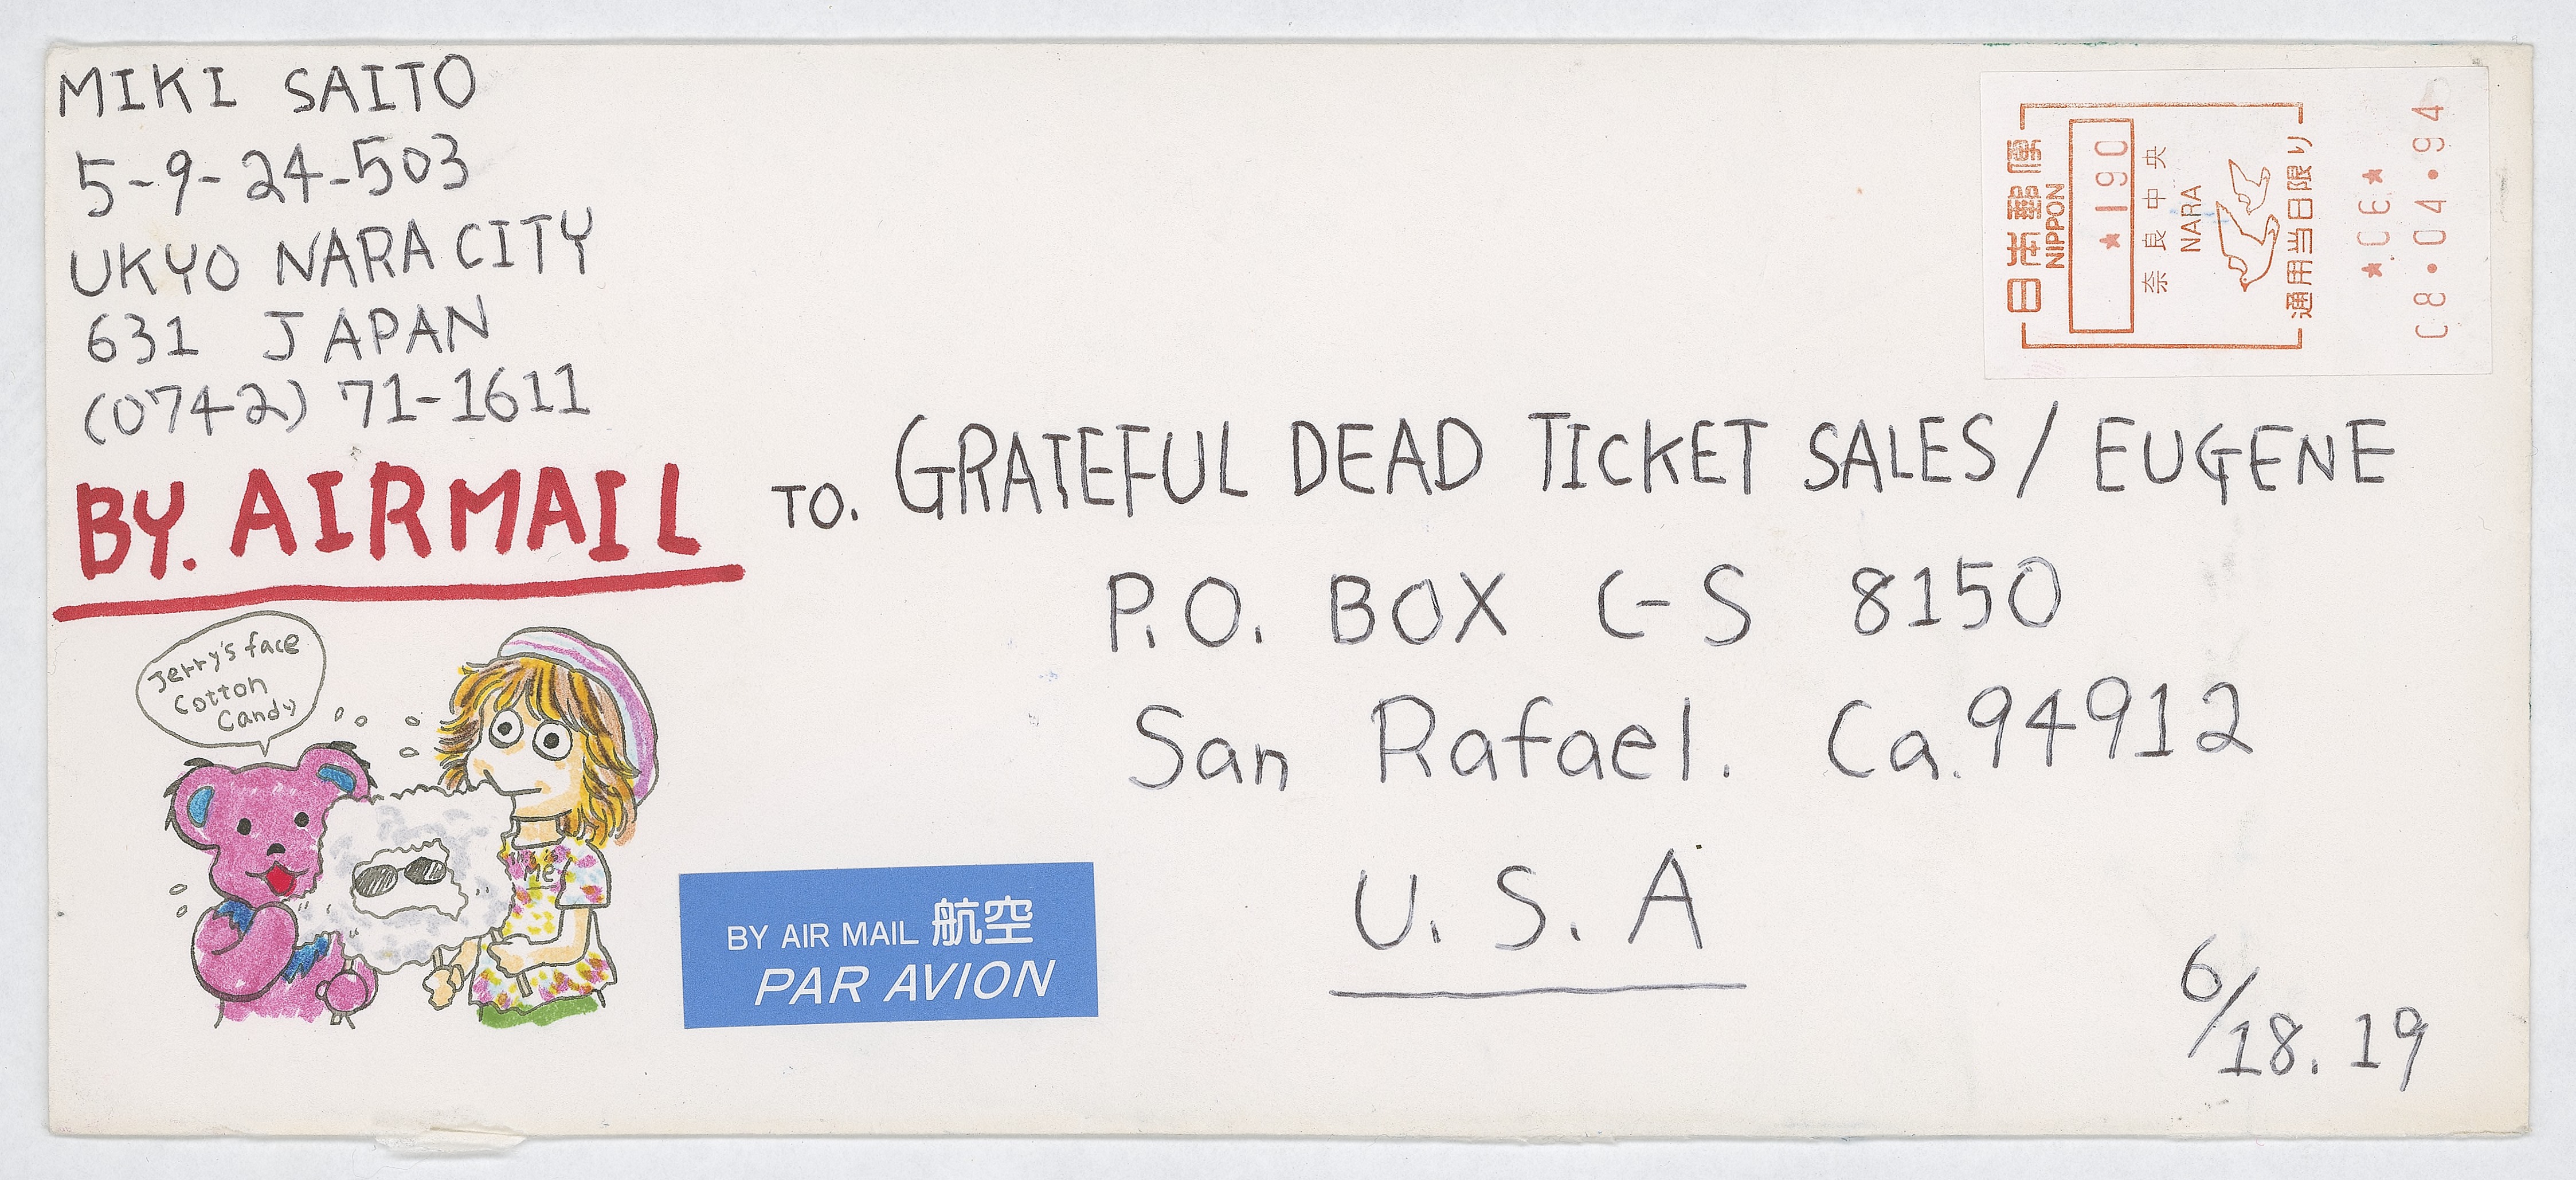 MIKI SAITO
5-9-24-503
UKYO NARA CITY
631 JAPAN
(0742) 71-1611
BY. AIRMAIL
日本郵便
NIPPON
★190
奈良中央
NARA
通用当日限り
★CE★
C8•04•94
TO. GRATEFUL DEAD TICKET SALES / EUGENE
P.O. BOX C-S 8150
San Rafael. Ca. 94912
U.S.A
Jerry's face
Cotton
Candy
Me
BY AIR MAIL 航空
PAR AVION
6/18.19